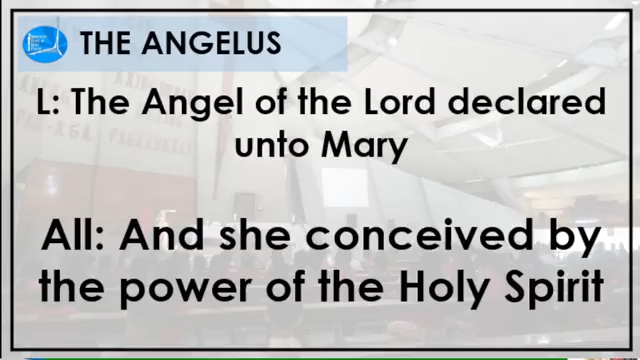 THE ANGELUS
L: The Angel of the Lord declared
unto Mary
All: And she conceived by
the power of the Holy Spirit